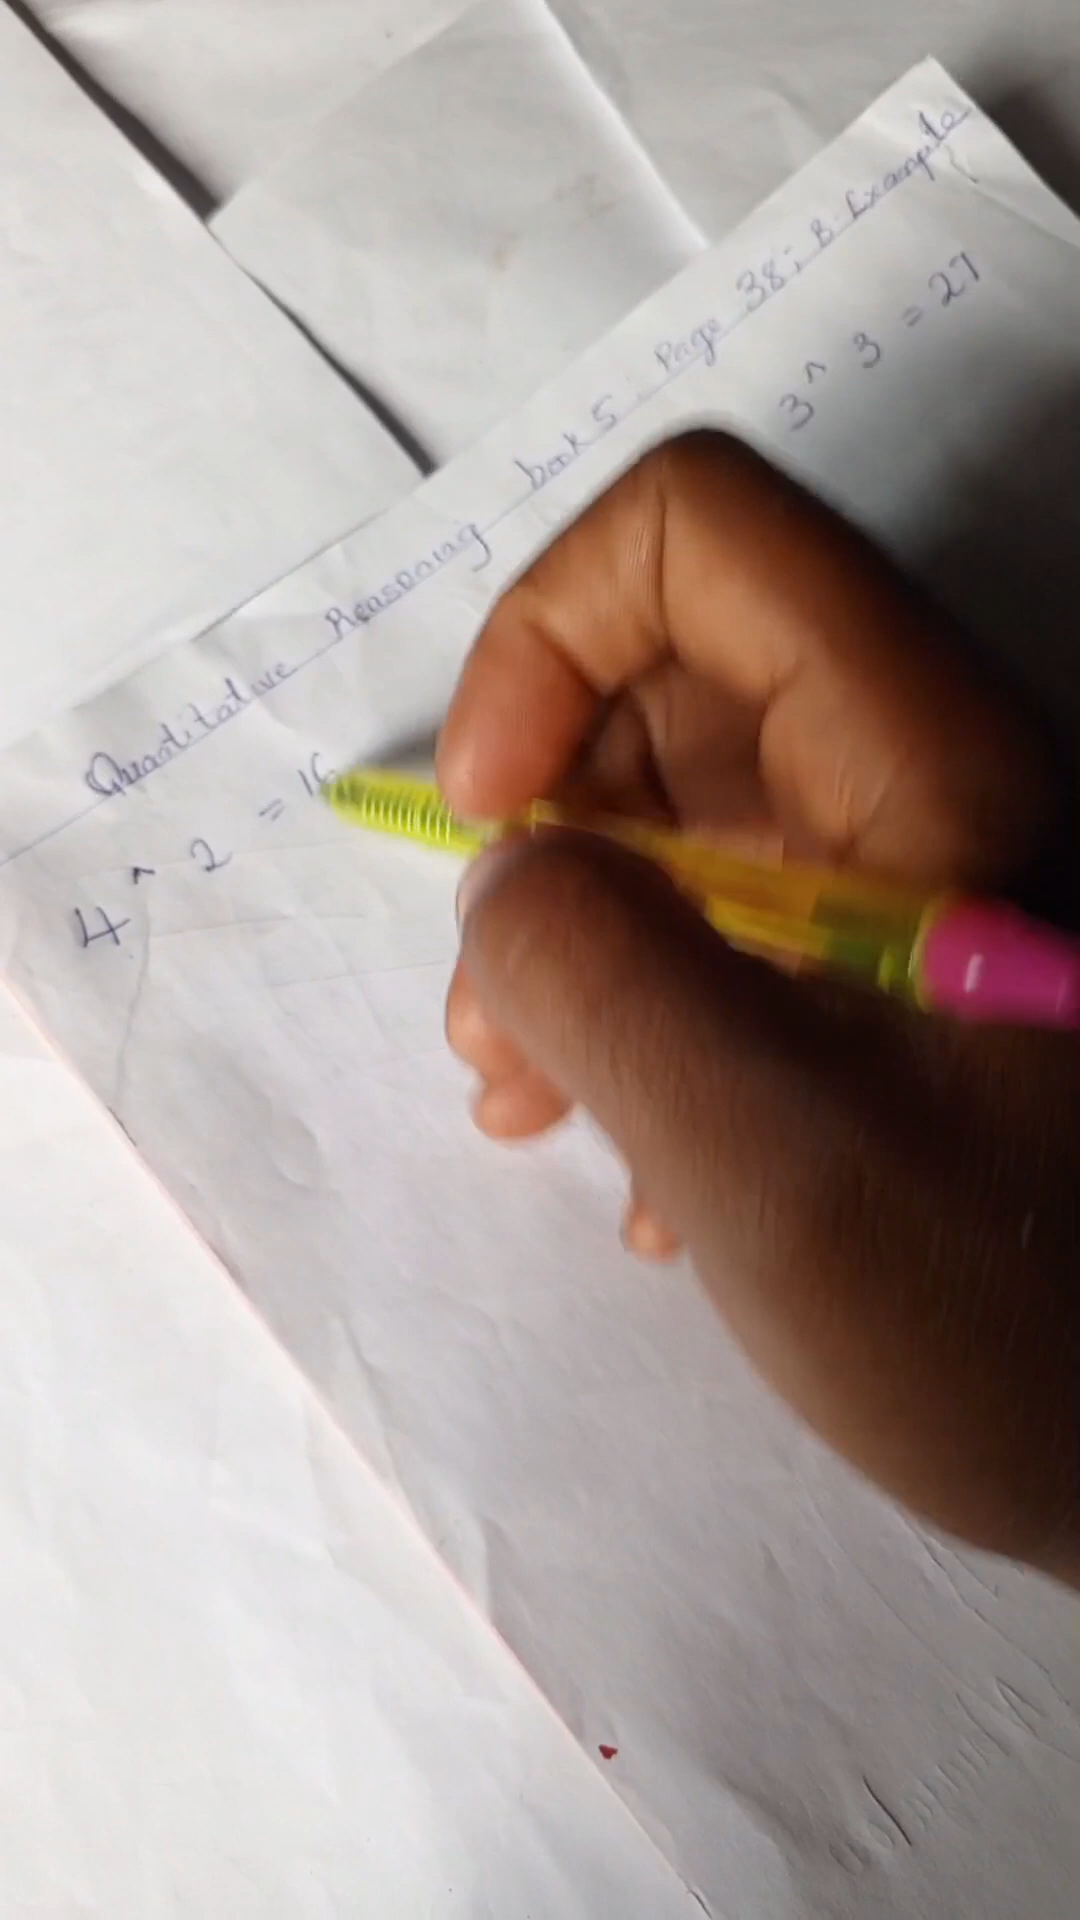 Quantitative Reasoning book 5. Page 38; B. Example
4 ^ 2 = 16
3 ^ 3 = 27